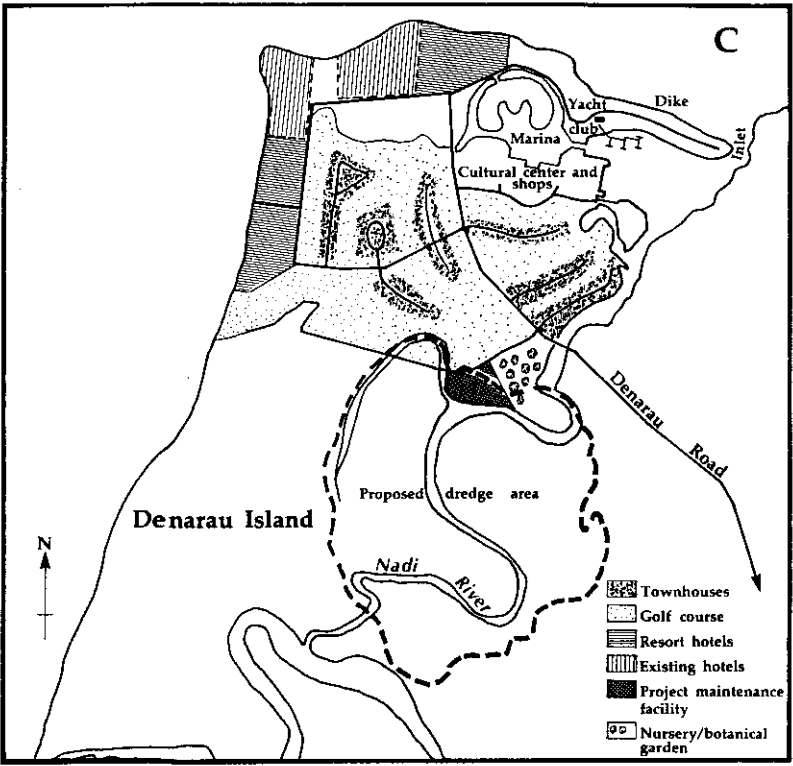 C
Yacht
club
Dike
Marina
Inlet
Cultural center and
shops
Denarau
Road
Proposed dredge area
Denarau Island
N
Nadi
River
Townhouses
Golf course
Resort hotels
Existing hotels
Project maintenance
facility
Nursery/botanical
garden